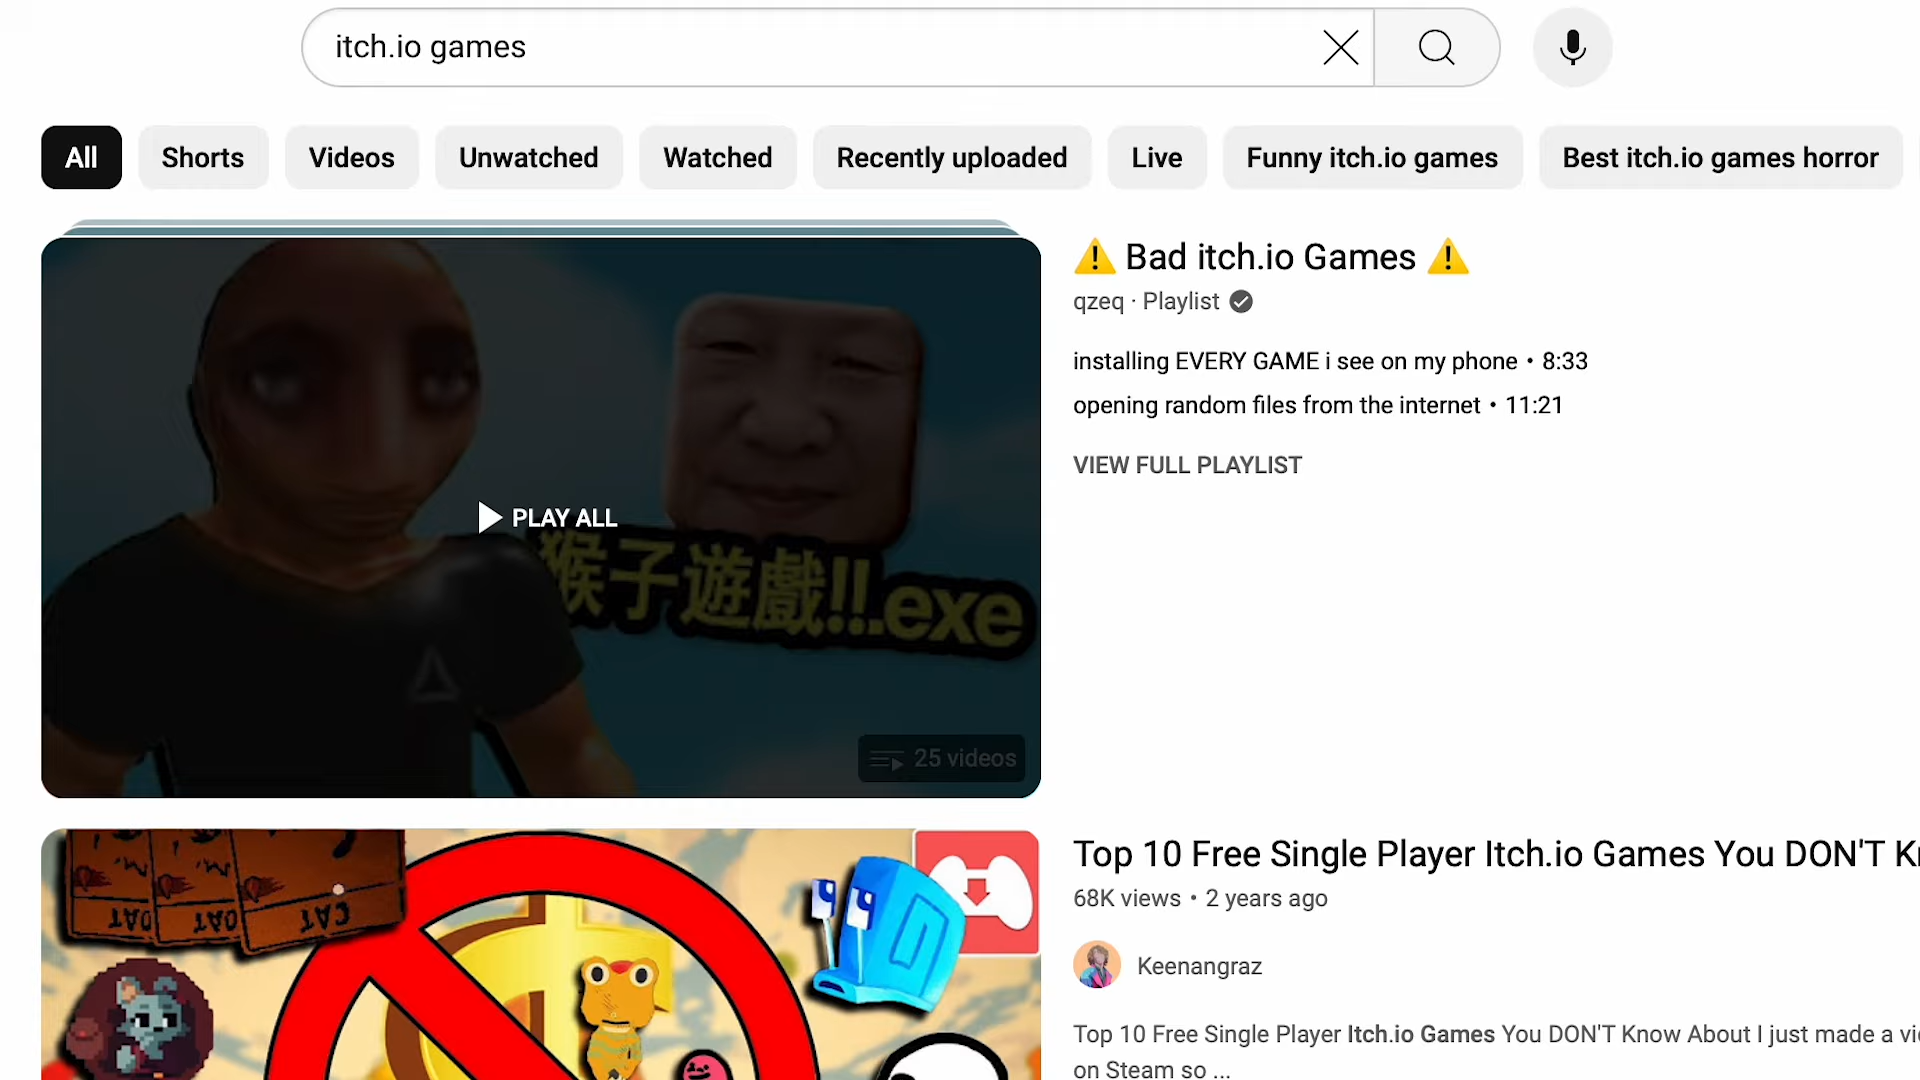 itch.io games
All
Shorts
Videos
Unwatched
Watched
Recently uploaded
Live
Funny itch.io games
Best itch.io games horror
⚠️ Bad itch.io Games ⚠️
qzeq · Playlist
installing EVERY GAME i see on my phone • 8:33
opening random files from the internet • 11:21
VIEW FULL PLAYLIST
PLAY ALL
猴子遊戲!!.exe
25 videos
Top 10 Free Single Player Itch.io Games You DON'T K
68K views • 2 years ago
Keenangraz
Top 10 Free Single Player Itch.io Games You DON'T Know About I just made a vi
on Steam so ...
CAT